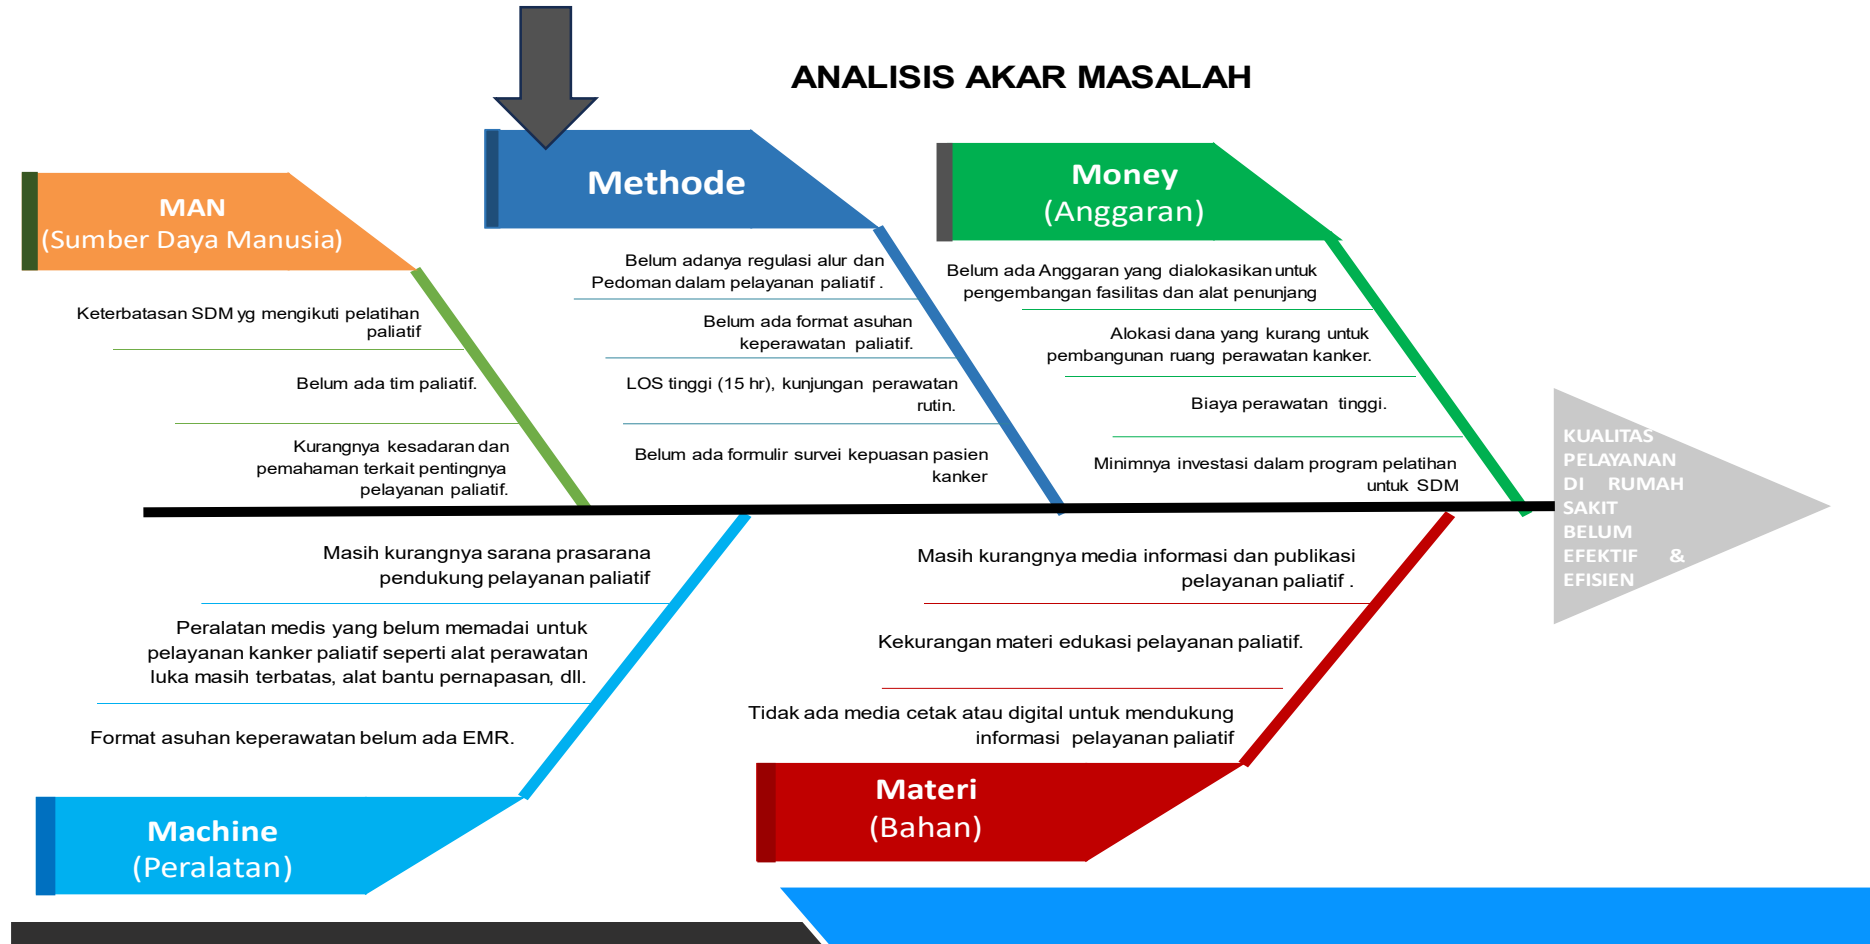 ANALISIS AKAR MASALAH
MAN
(Sumber Daya Manusia)
Keterbatasan SDM yg mengikuti pelatihan
paliatif
Belum ada tim paliatif.
Kurangnya kesadaran dan
pemahaman terkait pentingnya
pelayanan paliatif.
Methode
Belum adanya regulasi alur dan
Pedoman dalam pelayanan paliatif .
Belum ada format asuhan
keperawatan paliatif.
LOS tinggi (15 hr), kunjungan perawatan
rutin.
Belum ada formulir survei kepuasan pasien
kanker
Money
(Anggaran)
Belum ada Anggaran yang dialokasikan untuk
pengembangan fasilitas dan alat penunjang
Alokasi dana yang kurang untuk
pembangunan ruang perawatan kanker.
Biaya perawatan tinggi.
Minimnya investasi dalam program pelatihan
untuk SDM
KUALITAS
PELAYANAN
DI RUMAH
SAKIT
BELUM
EFEKTIF &
EFISIEN
Masih kurangnya sarana prasarana
pendukung pelayanan paliatif
Peralatan medis yang belum memadai untuk
pelayanan kanker paliatif seperti alat perawatan
luka masih terbatas, alat bantu pernapasan, dll.
Format asuhan keperawatan belum ada EMR.
Machine
(Peralatan)
Masih kurangnya media informasi dan publikasi
pelayanan paliatif .
Kekurangan materi edukasi pelayanan paliatif.
Tidak ada media cetak atau digital untuk mendukung
informasi pelayanan paliatif
Materi
(Bahan)